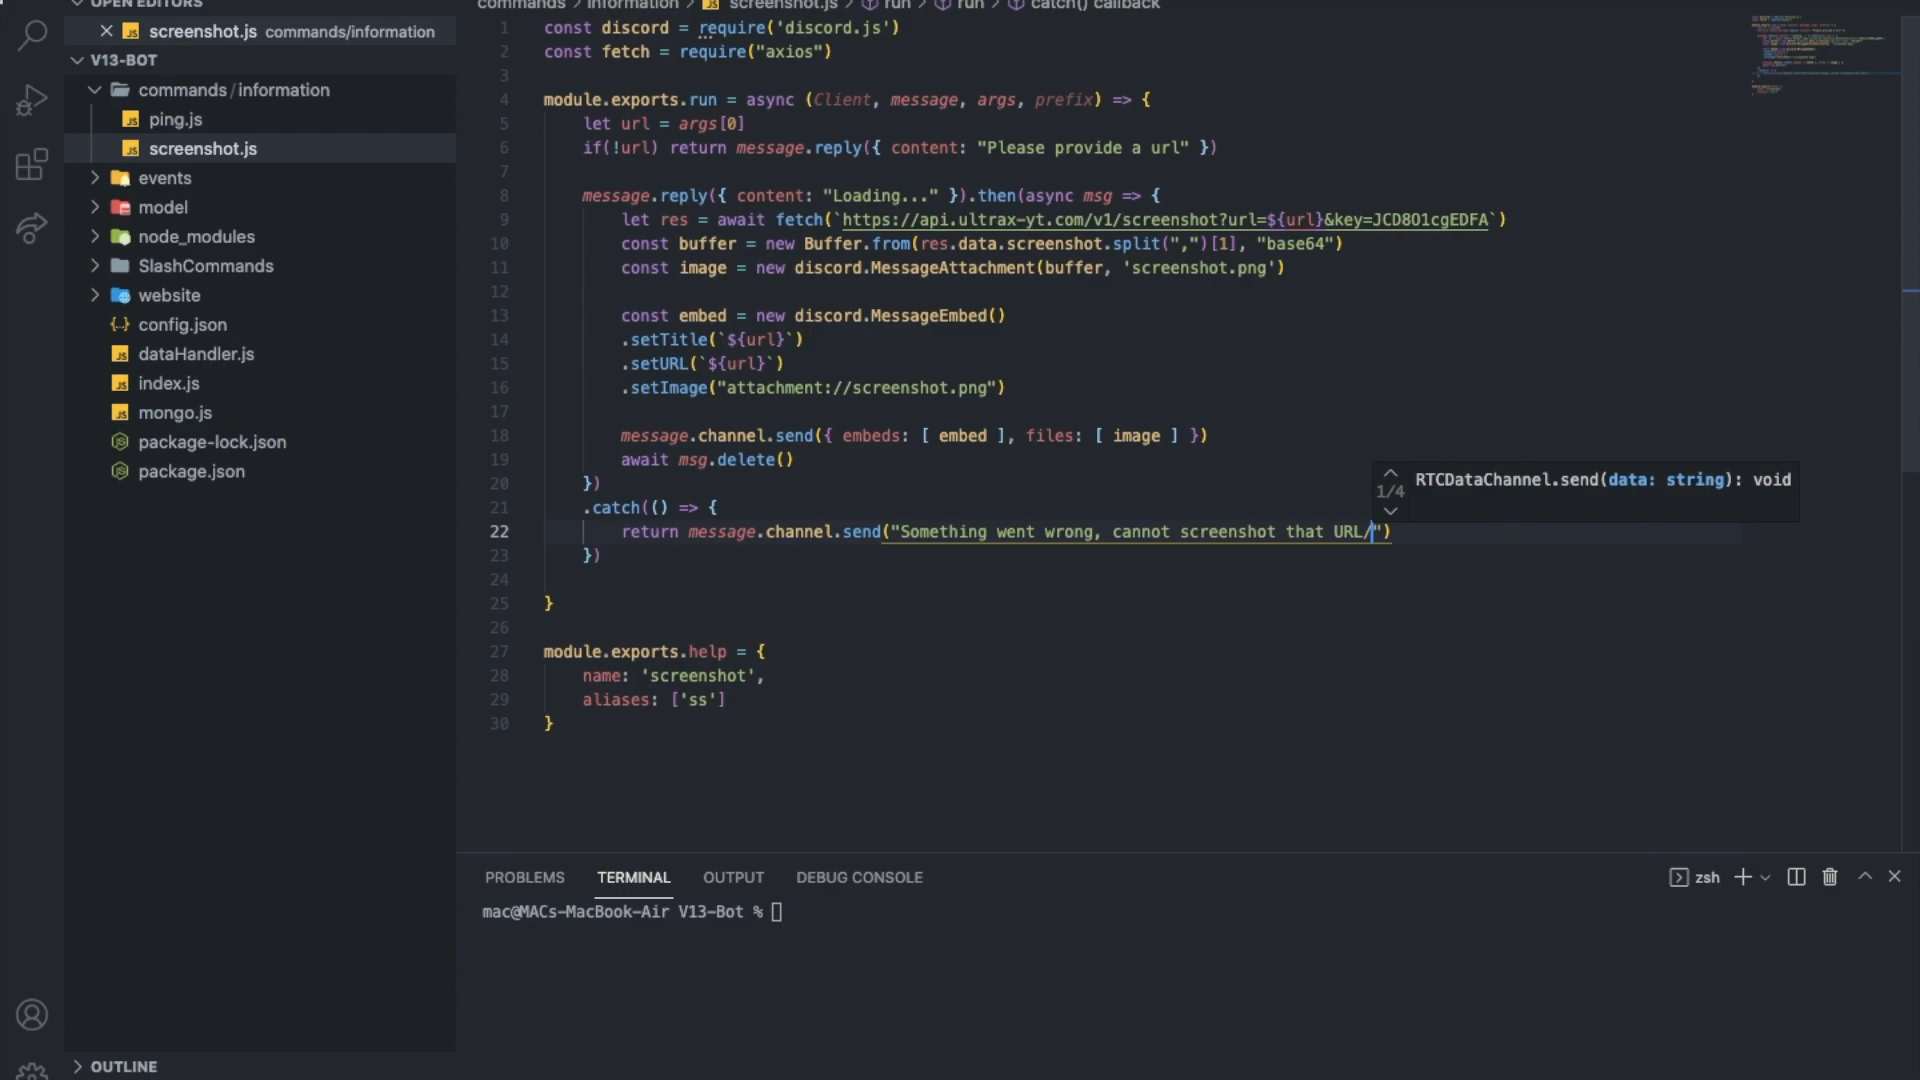 OPEN EDITORS
screenshot.js commands/information
V13-BOT
commands/information
ping.js
screenshot.js
events
model
node_modules
SlashCommands
website
config.json
dataHandler.js
index.js
mongo.js
package-lock.json
package.json
OUTLINE
commands > information > screenshot.js > run > run > catch() callback
1 const discord = require('discord.js')
2 const fetch = require("axios")
3
4 module.exports.run = async (Client, message, args, prefix) => {
5 let url = args[0]
6 if(!url) return message.reply({ content: "Please provide a url" })
7
8 message.reply({ content: "Loading..." }).then(async msg => {
9 let res = await fetch(`https://api.ultrax-yt.com/v1/screenshot?url=${url}&key=JCD8O1cgEDFA`)
10 const buffer = new Buffer.from(res.data.screenshot.split(",")[1], "base64")
11 const image = new discord.MessageAttachment(buffer, 'screenshot.png')
12
13 const embed = new discord.MessageEmbed()
14 .setTitle(`${url}`)
15 .setURL(`${url}`)
16 .setImage("attachment://screenshot.png")
17
18 message.channel.send({ embeds: [ embed ], files: [ image ] })
19 await msg.delete()
20 })
21 .catch(() => {
22 return message.channel.send("Something went wrong, cannot screenshot that URL/")
23 })
24
25 }
26
27 module.exports.help = {
28 name: 'screenshot',
29 aliases: ['ss']
30 }
1/4 RTCDataChannel.send(data: string): void
PROBLEMS TERMINAL OUTPUT DEBUG CONSOLE
zsh
mac@MACs-MacBook-Air V13-Bot %